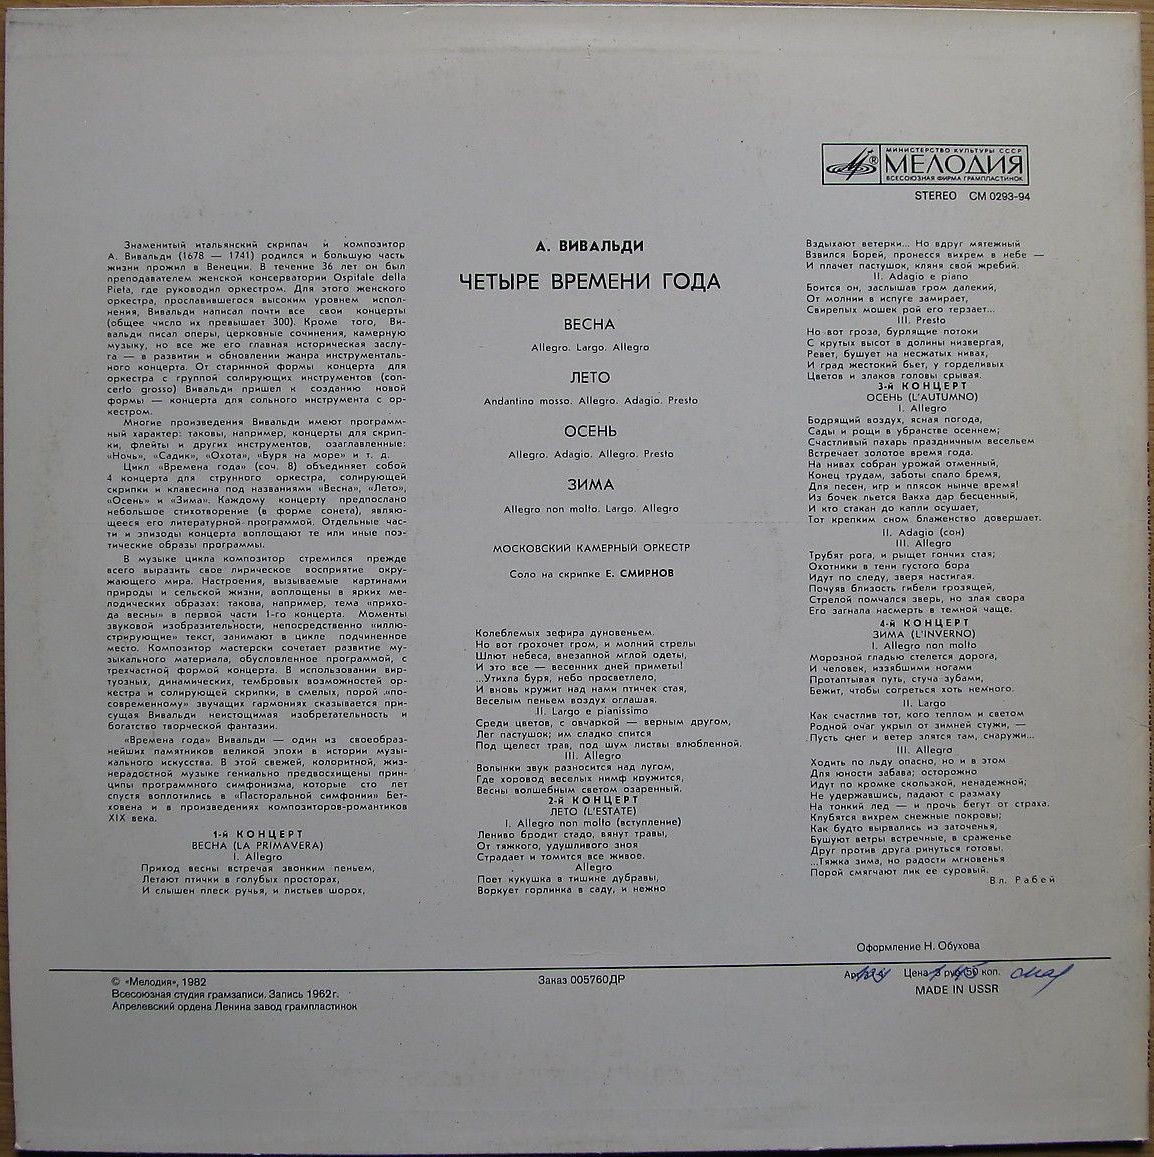 МИНИСТЕРСТВО КУЛЬТУРЫ СССР
МЕЛОДИЯ
ВСЕСОЮЗНАЯ ФИРМА ГРАМПЛАСТИНОК
STEREO СМ 0293-94
Знаменитый итальянский скрипач и композитор
А. Вивальди (1678 — 1741) родился и большую часть
жизни прожил в Венеции. В течение 36 лет он был
преподавателем женской консерватории Ospitale della
Pieta, где руководил оркестром. Для этого женского
оркестра, прославившегося высоким уровнем испол-
нения, Вивальди написал почти все свои концерты
(общее число их превышает 300). Кроме того, Ви-
вальди писал оперы, церковные сочинения, камерную
музыку, но все же его главная историческая заслу-
га — в развитии и обновлении жанра инструменталь-
ного концерта. От старинной формы концерта для
оркестра с группой солирующих инструментов (con-
certo grosso) Вивальди пришел к созданию новой
формы — концерта для сольного инструмента с ор-
кестром.
Многие произведения Вивальди имеют программ-
ный характер: таковы, например, концерты для скрип-
ки, флейты и других инструментов, озаглавленные:
«Ночь», «Садик», «Охота», «Буря на море» и т. д.
Цикл «Времена года» (соч. 8) объединяет собой
4 концерта для струнного оркестра, солирующей
скрипки и клавесина под названиями «Весна», «Лето»,
«Осень» и «Зима». Каждому концерту предпослано
небольшое стихотворение (в форме сонета), являю-
щееся его литературной программой. Отдельные час-
ти и эпизоды концерта воплощают те или иные поэ-
тические образы программы.
В музыке цикла композитор стремился прежде
всего выразить свое лирическое восприятие окру-
жающего мира. Настроения, вызываемые картинами
природы и сельской жизни, воплощены в ярких ме-
лодических образах: такова, например, тема «прихо-
да весны» в первой части 1-го концерта. Моменты
звуковой изобразительности, непосредственно «иллю-
стрирующие» текст, занимают в цикле подчиненное
место. Композитор мастерски сочетает развитие му-
зыкального материала, обусловленное программой, с
трехчастной формой концерта. В использовании вир-
туозных, динамических, тембровых возможностей ор-
кестра и солирующей скрипки, в смелых, порой «по-
современному» звучащих гармониях сказывается при-
сущая Вивальди неистощимая изобретательность и
богатство творческой фантазии.
«Времена года» Вивальди — один из своеобраз-
нейших памятников великой эпохи в истории музы-
кального искусства. В этой свежей, колоритной, жиз-
нерадостной музыке гениально предвосхищены прин-
ципы программного симфонизма, которые сто лет
спустя воплотились в «Пасторальной симфонии» Бет-
ховена и в произведениях композиторов-романтиков
XIX века.
1-й КОНЦЕРТ
ВЕСНА (LA PRIMAVERA)
I. Allegro
Приход весны встречая звонким пеньем,
Летают птички в голубых просторах,
И слышен плеск ручья, и листьев шорох,
А. ВИВАЛЬДИ
ЧЕТЫРЕ ВРЕМЕНИ ГОДА
ВЕСНА
Allegro. Largo. Allegro
ЛЕТО
Andantino mosso. Allegro. Adagio. Presto
ОСЕНЬ
Allegro. Adagio. Allegro. Presto
ЗИМА
Allegro non molto. Largo. Allegro
МОСКОВСКИЙ КАМЕРНЫЙ ОРКЕСТР
Соло на скрипке Е. СМИРНОВ
Колеблемых зефира дуновеньем.
Но вот грохочет гром, и молний стрелы
Шлют небеса, внезапной мглой одеты,
И это все — весенних дней приметы!
...Утихла буря, небо просветлело,
И вновь кружит над нами птичек стая,
Веселым пеньем воздух оглашая.
II. Largo e pianissimo
Среди цветов, с овчаркой — верным другом,
Лег пастушок; им сладко спится
Под щелест трав, под шум листвы влюбленной.
III. Allegro
Волынки звук разносится над лугом,
Где хоровод веселых нимф кружится,
Весны волшебным светом озаренный.
2-й КОНЦЕРТ
ЛЕТО (L'ESTATE)
I. Allegro non molto (вступление)
Лениво бродит стадо, вянут травы,
От тяжкого, удушливого зноя
Страдает и томится все живое.
Allegro
Поет кукушка в тишине дубравы,
Воркует горлинка в саду, и нежно
Вздыхают ветерки... Но вдруг мятежный
Взвился Борей, пронесся вихрем в небе —
И плачет пастушок, кляня свой жребий.
II. Adagio e piano
Боится он, заслышав гром далекий,
От молнии в испуге замирает,
Свирепых мошек рой его терзает...
III. Presto
Но вот гроза, бурлящие потоки
С крутых высот в долины низвергая,
Ревет, бушует на несжатых нивах,
И град жестокий бьет, у горделивых
Цветов и злаков головы срывая.
3-й КОНЦЕРТ
ОСЕНЬ (L'AUTUMNO)
I. Allegro
Бодрящий воздух, ясная погода,
Сады и рощи в убранстве осеннем;
Счастливый пахарь праздничным весельем
Встречает золотое время года.
На нивах собран урожай отменный,
Конец трудам, заботы спало бремя,
Для песен, игр и плясок нынче время!
Из бочек льется Вакха дар бесценный,
И кто стакан до капли осушает,
Тот крепким сном блаженство довершает.
II. Adagio (сон)
III. Allegro
Трубят рога, и рыщет гончих стая;
Охотники в тени густого бора
Идут по следу, зверя настигая.
Почуяв близость гибели грозящей,
Стрелой помчался зверь, но злая свора
Его загнала насмерть в темной чаще.
4-й КОНЦЕРТ
ЗИМА (L'INVERNO)
I. Allegro non molto
Морозной гладью стелется дорога,
И человек, иззябшими ногами
Протаптывая путь, стуча зубами,
Бежит, чтобы согреться хоть немного.
II. Largo
Как счастлив тот, кого теплом и светом
Родной очаг укрыл от зимней стужи, —
Пусть снег и ветер злятся там, снаружи...
III. Allegro
Ходить по льду опасно, но и в этом
Для юности забава; осторожно
Идут по кромке скользкой, ненадежной;
Не удержавшись, падают с размаху
На тонкий лед — и прочь бегут от страха.
Клубятся вихрем снежные покровы;
Как будто вырвались из заточенья,
Бушуют ветры встречные, в сраженье
Друг против друга ринуться готовы.
...Тяжка зима, но радости мгновенья
Порой смягчают лик ее суровый.
Вл. Рабей
Оформление Н. Обухова
© «Мелодия», 1982
Всесоюзная студия грамзаписи. Запись 1962 г.
Апрелевский ордена Ленина завод грампластинок
Заказ 005760ДР
Цена 3 руб. 50 коп.
MADE IN USSR